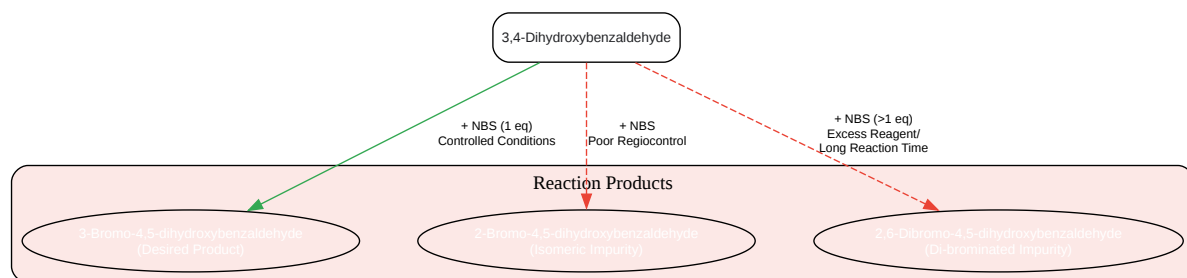 3,4-Dihydroxybenzaldehyde
+ NBS (1 eq)
Controlled Conditions
+ NBS
Poor Regiocontrol
+ NBS (>1 eq)
Excess Reagent/
Long Reaction Time
Reaction Products
3-Bromo-4,5-dihydroxybenzaldehyde
(Desired Product)
2-Bromo-4,5-dihydroxybenzaldehyde
(Isomeric Impurity)
2,6-Dibromo-4,5-dihydroxybenzaldehyde
(Di-brominated Impurity)